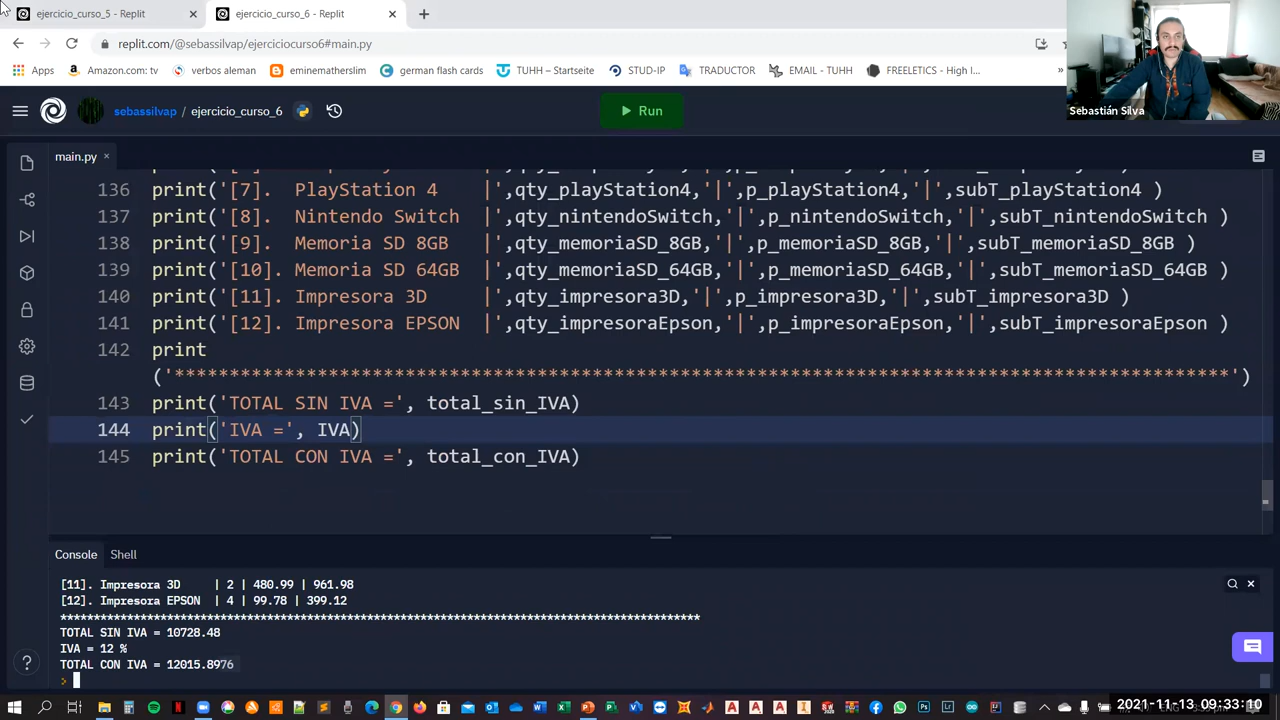 ejercicio_curso_5 - Replit
ejercicio_curso_6 - Replit
replit.com/@sebassilvap/ejerciciocurso6#main.py
Apps
Amazon.com: tv
verbos aleman
eminematherslim
german flash cards
TUHH – Startseite
STUD-IP
TRADUCTOR
EMAIL - TUHH
FREELETICS - High I...
»
Sebastián Silva
sebassilvap / ejercicio_curso_6
Run
main.py
136 print('[7]. PlayStation 4 |',qty_playStation4,'|',p_playStation4,'|',subT_playStation4 )
137 print('[8]. Nintendo Switch |',qty_nintendoSwitch,'|',p_nintendoSwitch,'|',subT_nintendoSwitch )
138 print('[9]. Memoria SD 8GB |',qty_memoriaSD_8GB,'|',p_memoriaSD_8GB,'|',subT_memoriaSD_8GB )
139 print('[10]. Memoria SD 64GB |',qty_memoriaSD_64GB,'|',p_memoriaSD_64GB,'|',subT_memoriaSD_64GB )
140 print('[11]. Impresora 3D |',qty_impresora3D,'|',p_impresora3D,'|',subT_impresora3D )
141 print('[12]. Impresora EPSON |',qty_impresoraEpson,'|',p_impresoraEpson,'|',subT_impresoraEpson )
142 print
('************************************************************************************************')
143 print('TOTAL SIN IVA =', total_sin_IVA)
144 print('IVA =', IVA)
145 print('TOTAL CON IVA =', total_con_IVA)
Console
Shell
[11]. Impresora 3D | 2 | 480.99 | 961.98
[12]. Impresora EPSON | 4 | 99.78 | 399.12
************************************************************************************************
TOTAL SIN IVA = 10728.48
IVA = 12 %
TOTAL CON IVA = 12015.8976
2021-11-13 09:33:10